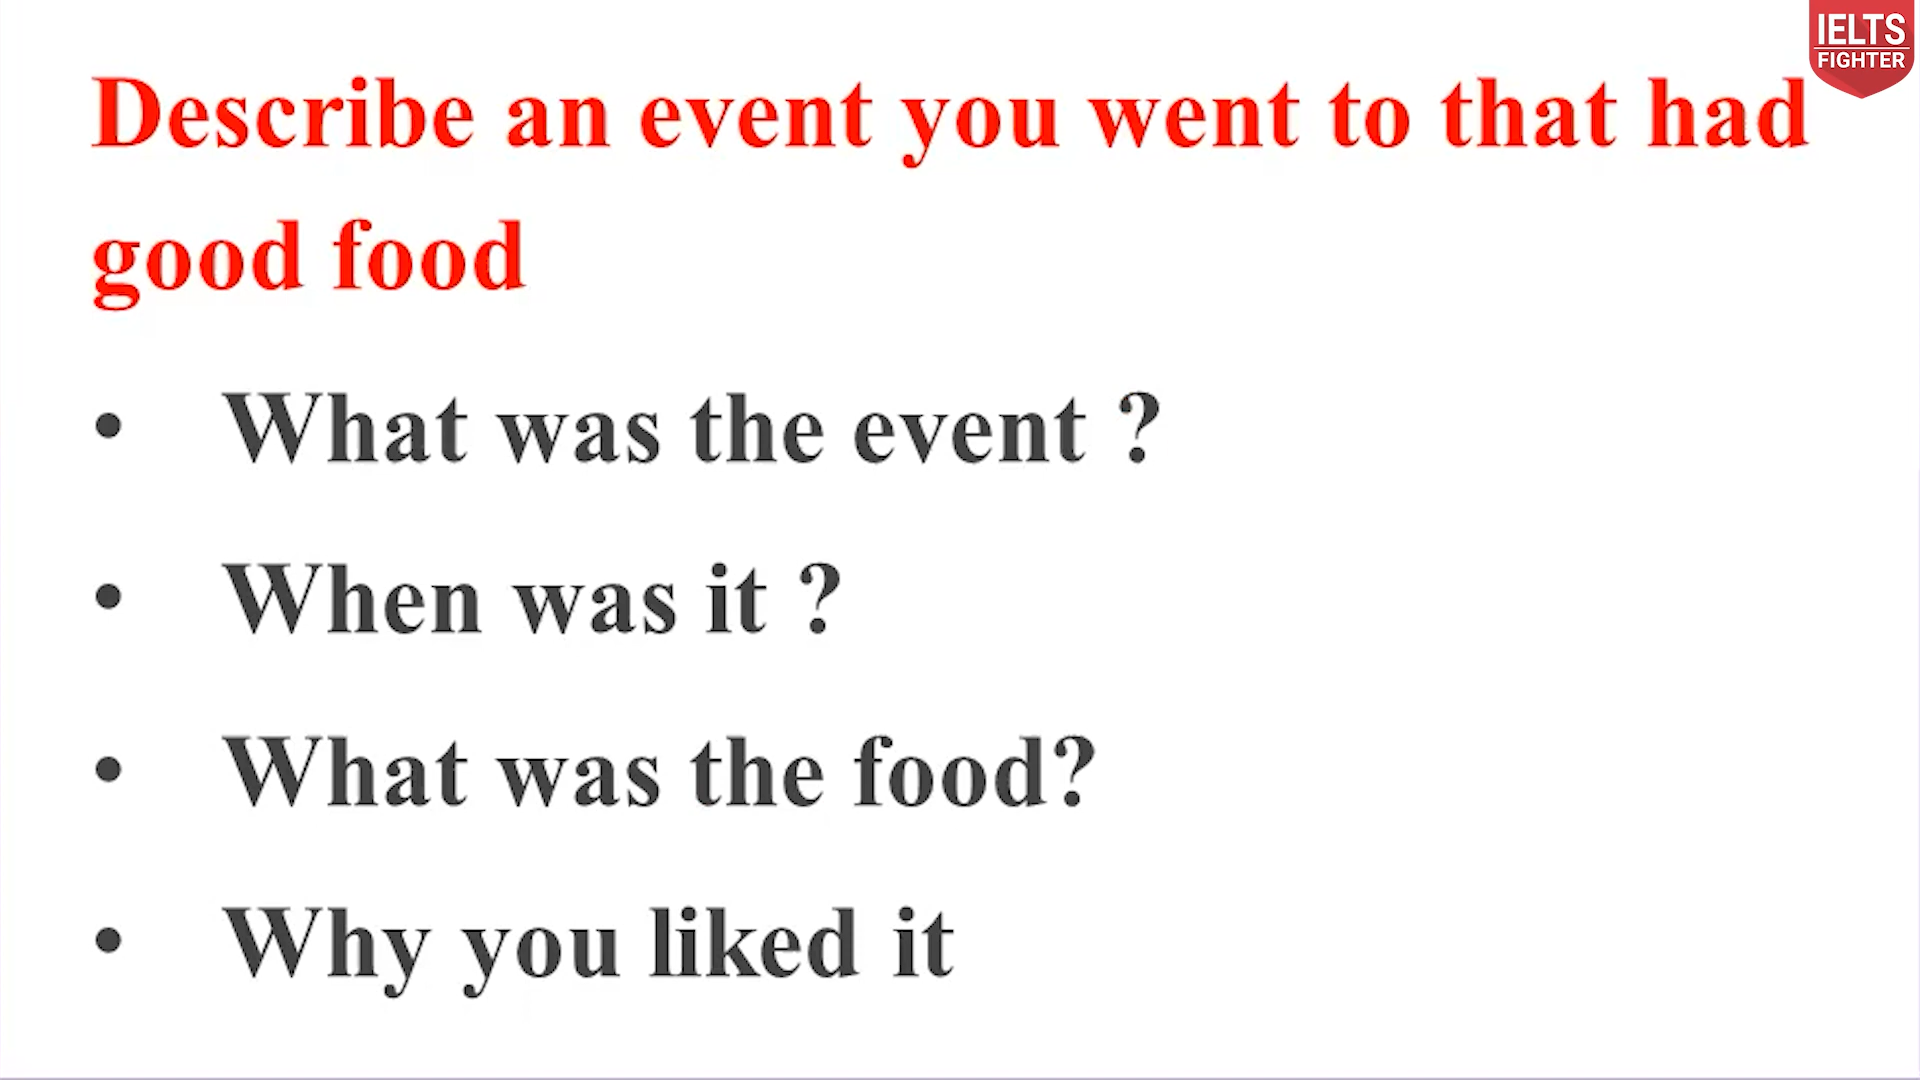 IELTS
FIGHTER
Describe an event you went to that had
good food
• What was the event ?
• When was it ?
• What was the food?
• Why you liked it